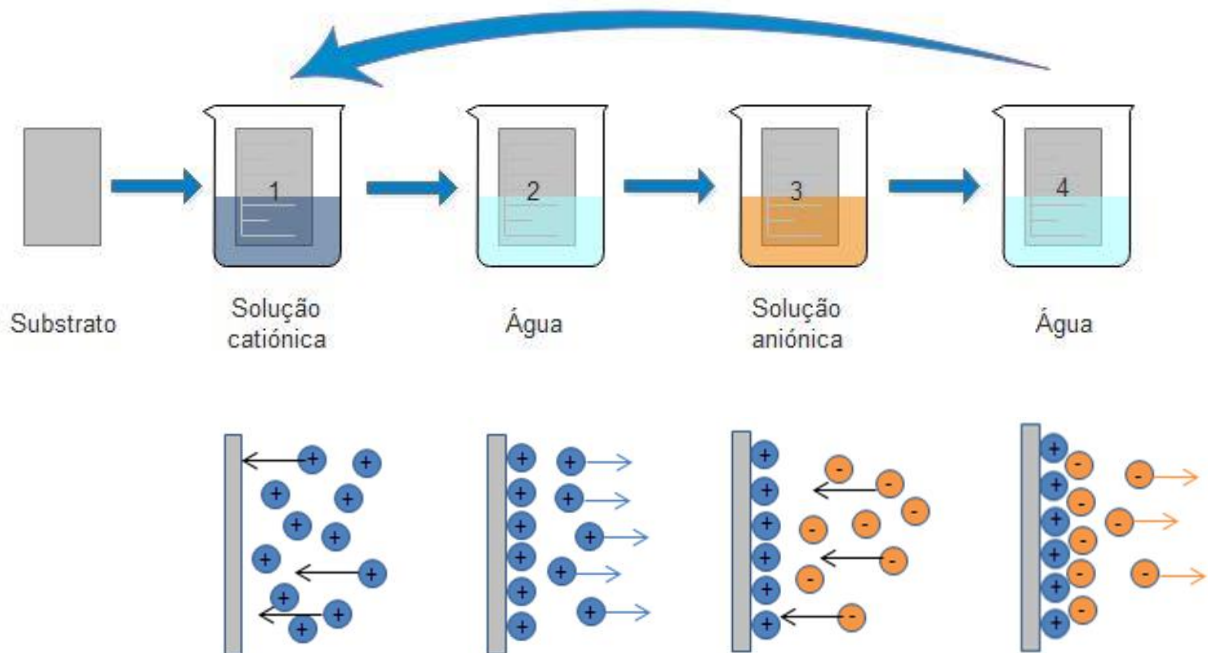 1
2
3
4
Substrato
Solução
catiónica
Água
Solução
aniónica
Água
+ + + + + + + + + + + +
+ + + + + + + + + + +
+ + + + + + - - - - - - - - -
+ + + + + + - - - - - - - -